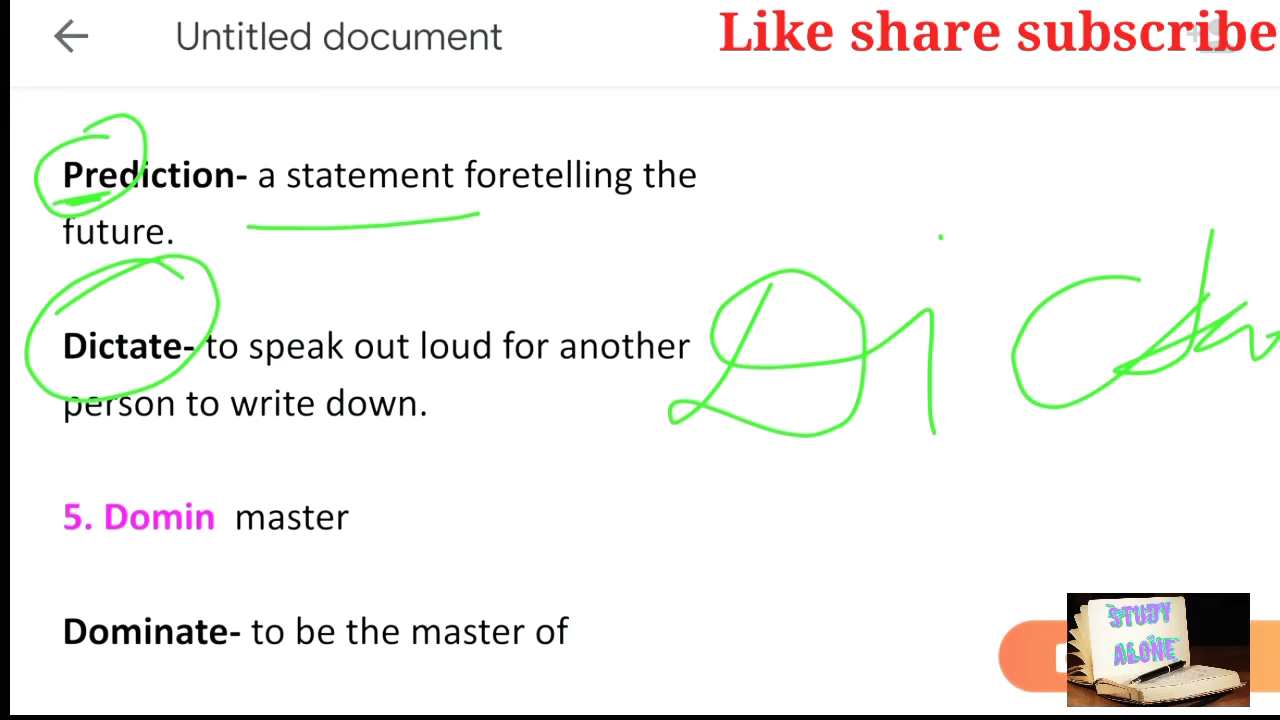 Untitled document
Like share subscribe
Prediction- a statement foretelling the
future.
Dictate- to speak out loud for another
person to write down.
5. Domin master
Dominate- to be the master of
STUDY
ALONE